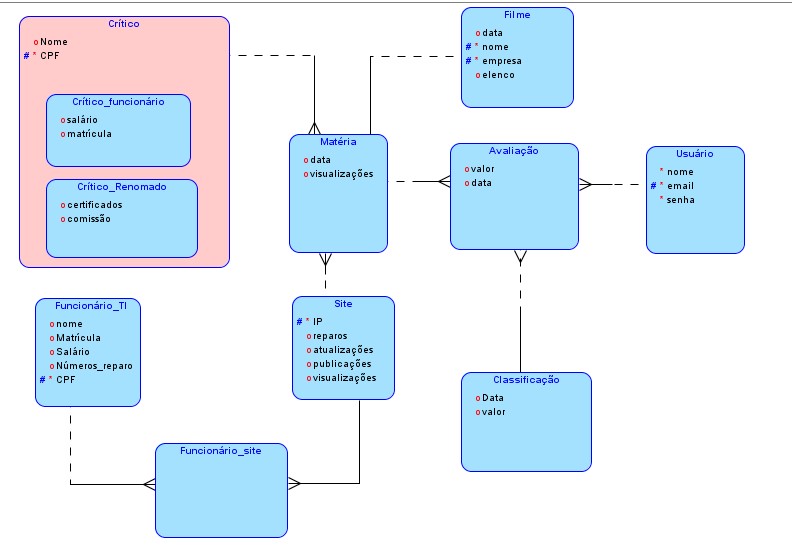 Crítico
o Nome
# * CPF
Crítico_funcionário
o salário
o matrícula
Crítico_Renomado
o certificados
o comissão
Filme
o data
# * nome
# * empresa
o elenco
Matéria
o data
o visualizações
Avaliação
o valor
o data
Usuário
* nome
# * email
* senha
Funcionário_TI
o nome
o Matrícula
o Salário
o Números_reparo
# * CPF
Site
# * IP
o reparos
o atualizações
o publicações
o visualizações
Classificação
o Data
o valor
Funcionário_site